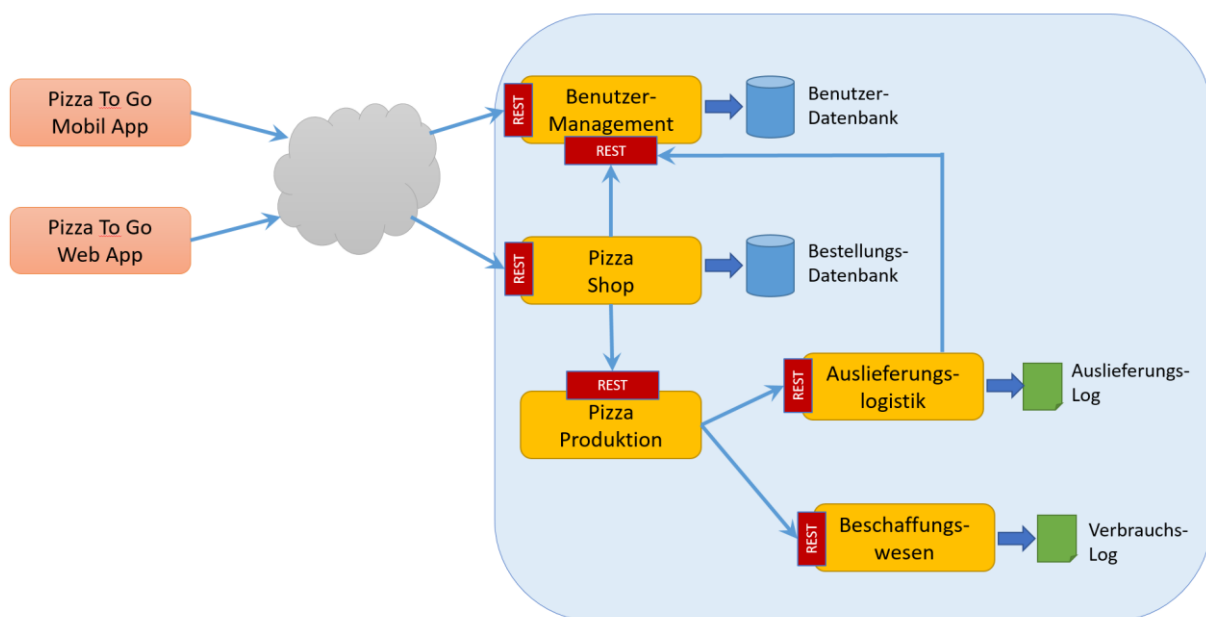 Pizza To Go
Mobil App
Pizza To Go
Web App
REST
Benutzer-
Management
REST
Benutzer-
Datenbank
REST
Pizza
Shop
Bestellungs-
Datenbank
REST
Pizza
Produktion
REST
Auslieferungs-
logistik
Auslieferungs-
Log
REST
Beschaffungs-
wesen
Verbrauchs-
Log